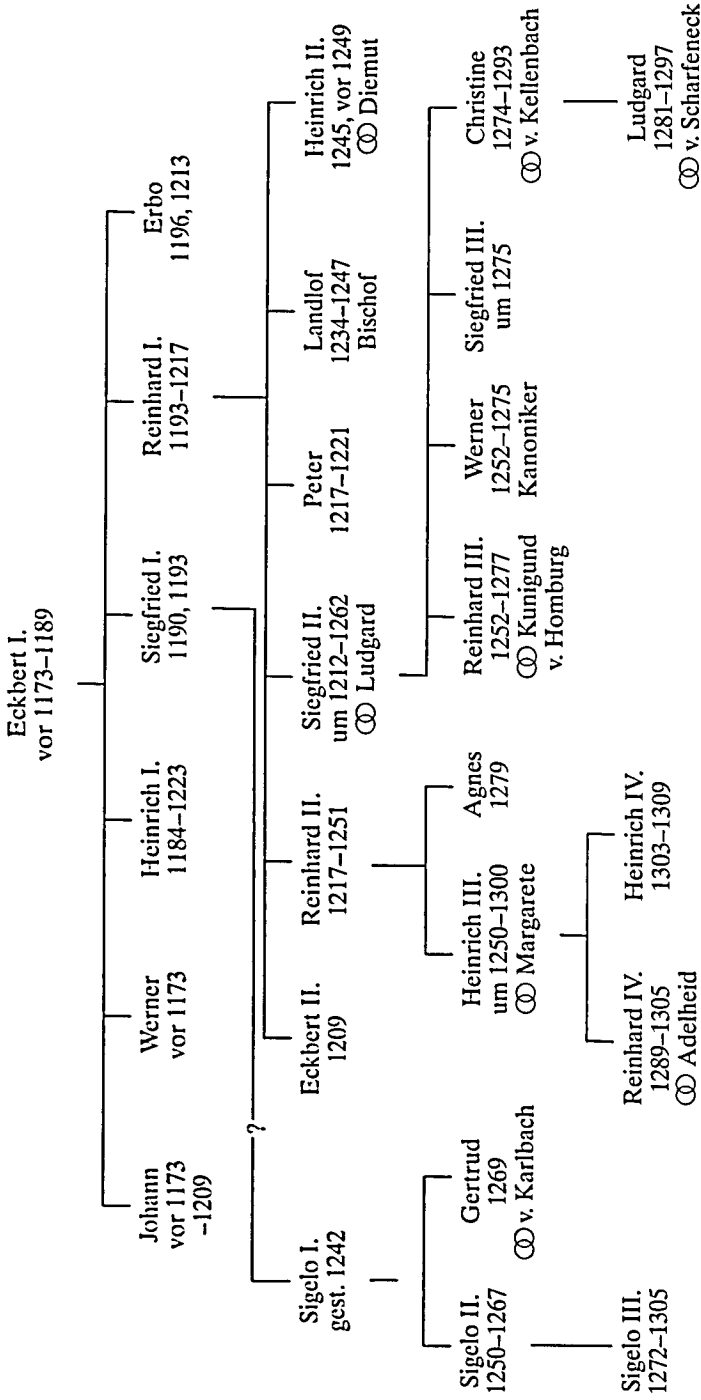 Eckbert I.
vor 1173–1189
Johann
vor 1173
–1209
Werner
vor 1173
Heinrich I.
1184–1223
Siegfried I.
1190, 1193
Reinhard I.
1193–1217
Erbo
1196, 1213
?
Sigelo I.
gest. 1242
Eckbert II.
1209
Reinhard II.
1217–1251
Siegfried II.
um 1212–1262
⚭ Ludgard
Peter
1217–1221
Landlof
1234–1247
Bischof
Heinrich II.
1245, vor 1249
⚭ Diemut
Sigelo II.
1250–1267
Gertrud
1269
⚭ v. Karlbach
Heinrich III.
um 1250–1300
⚭ Margarete
Agnes
1279
Reinhard III.
1252–1277
⚭ Kunigund
v. Homburg
Werner
1252–1275
Kanoniker
Siegfried III.
um 1275
Christine
1274–1293
⚭ v. Kellenbach
Sigelo III.
1272–1305
Reinhard IV.
1289–1305
⚭ Adelheid
Heinrich IV.
1303–1309
Ludgard
1281–1297
⚭ v. Scharfeneck